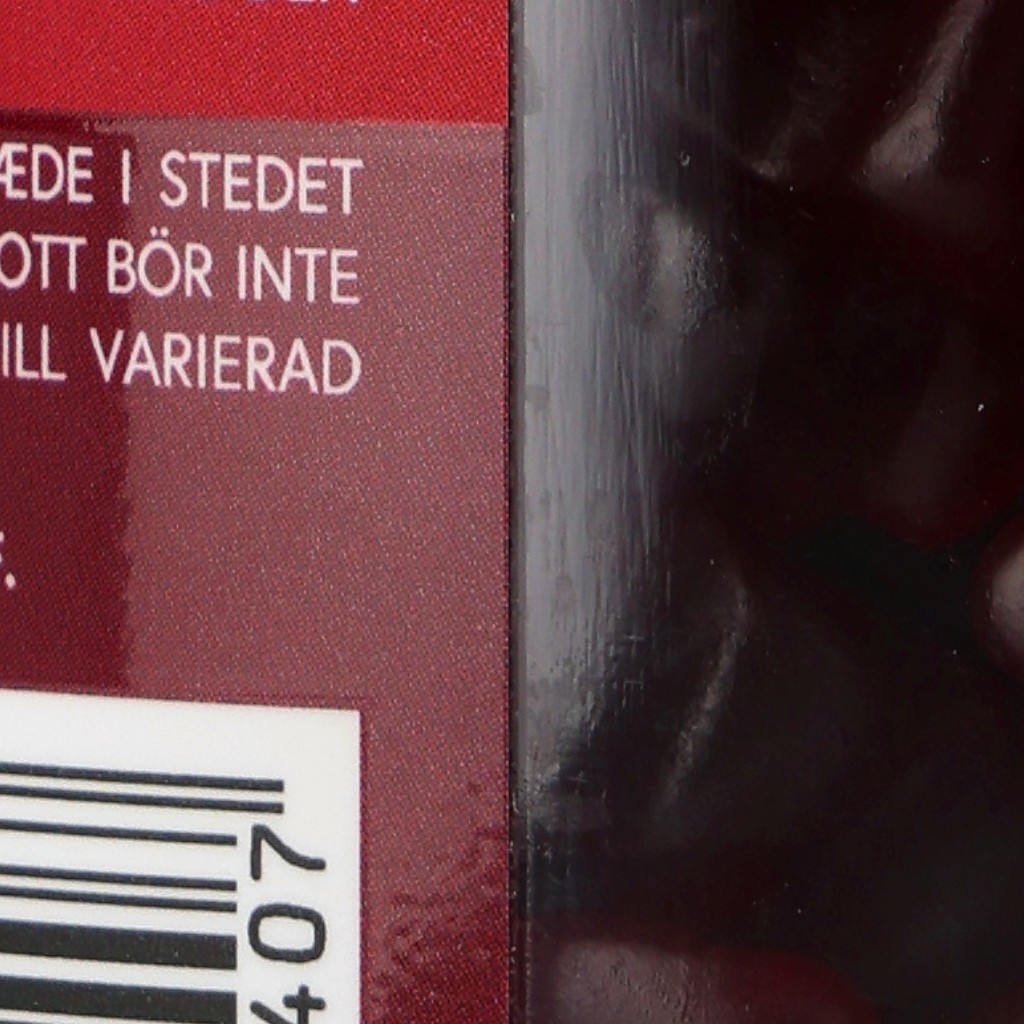 ÆDE I STEDET
OTT BÖR INTE
ILL VARIERAD
407